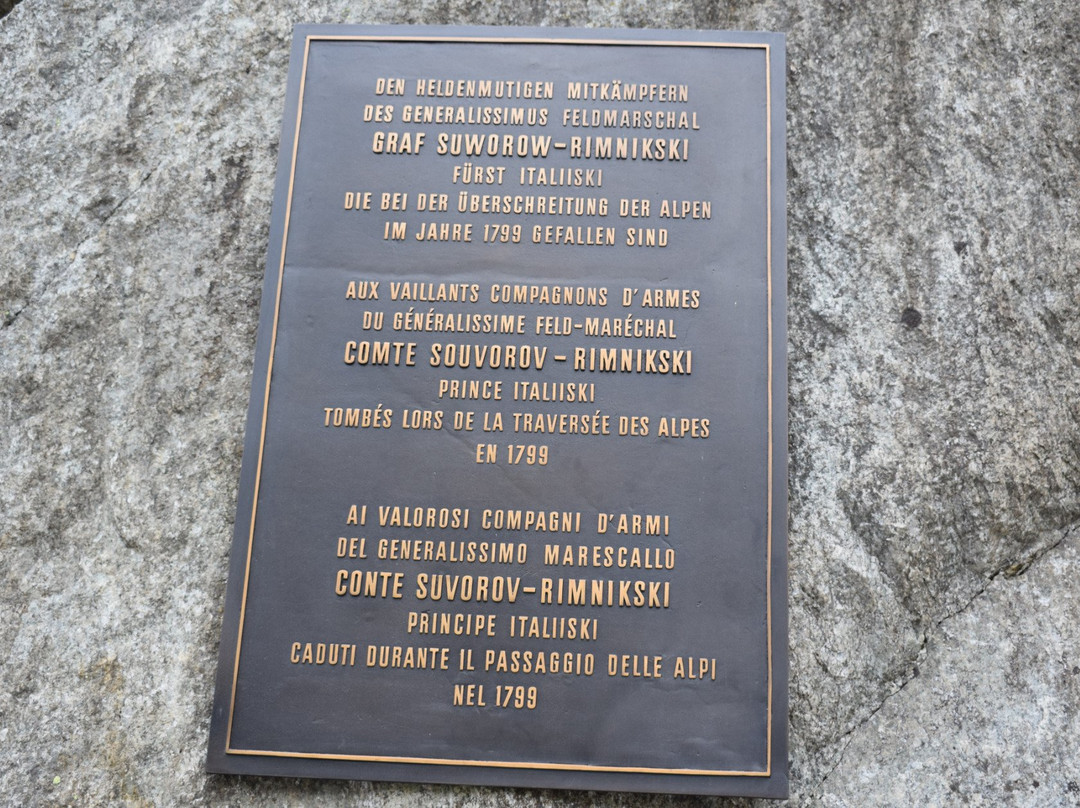 DEN HELDENMUTIGEN MITKÄMPFERN
DES GENERALISSIMUS FELDMARSCHAL
GRAF SUWOROW-RIMNIKSKI
FÜRST ITALIISKI
DIE BEI DER ÜBERSCHREITUNG DER ALPEN
IM JAHRE 1799 GEFALLEN SIND
AUX VAILLANTS COMPAGNONS D'ARMES
DU GÉNÉRALISSIME FELD-MARÉCHAL
COMTE SOUVOROV-RIMNIKSKI
PRINCE ITALIISKI
TOMBÉS LORS DE LA TRAVERSÉE DES ALPES
EN 1799
AI VALOROSI COMPAGNI D'ARMI
DEL GENERALISSIMO MARESCALLO
CONTE SUVOROV-RIMNIKSKI
PRINCIPE ITALIISKI
CADUTI DURANTE IL PASSAGGIO DELLE ALPI
NEL 1799